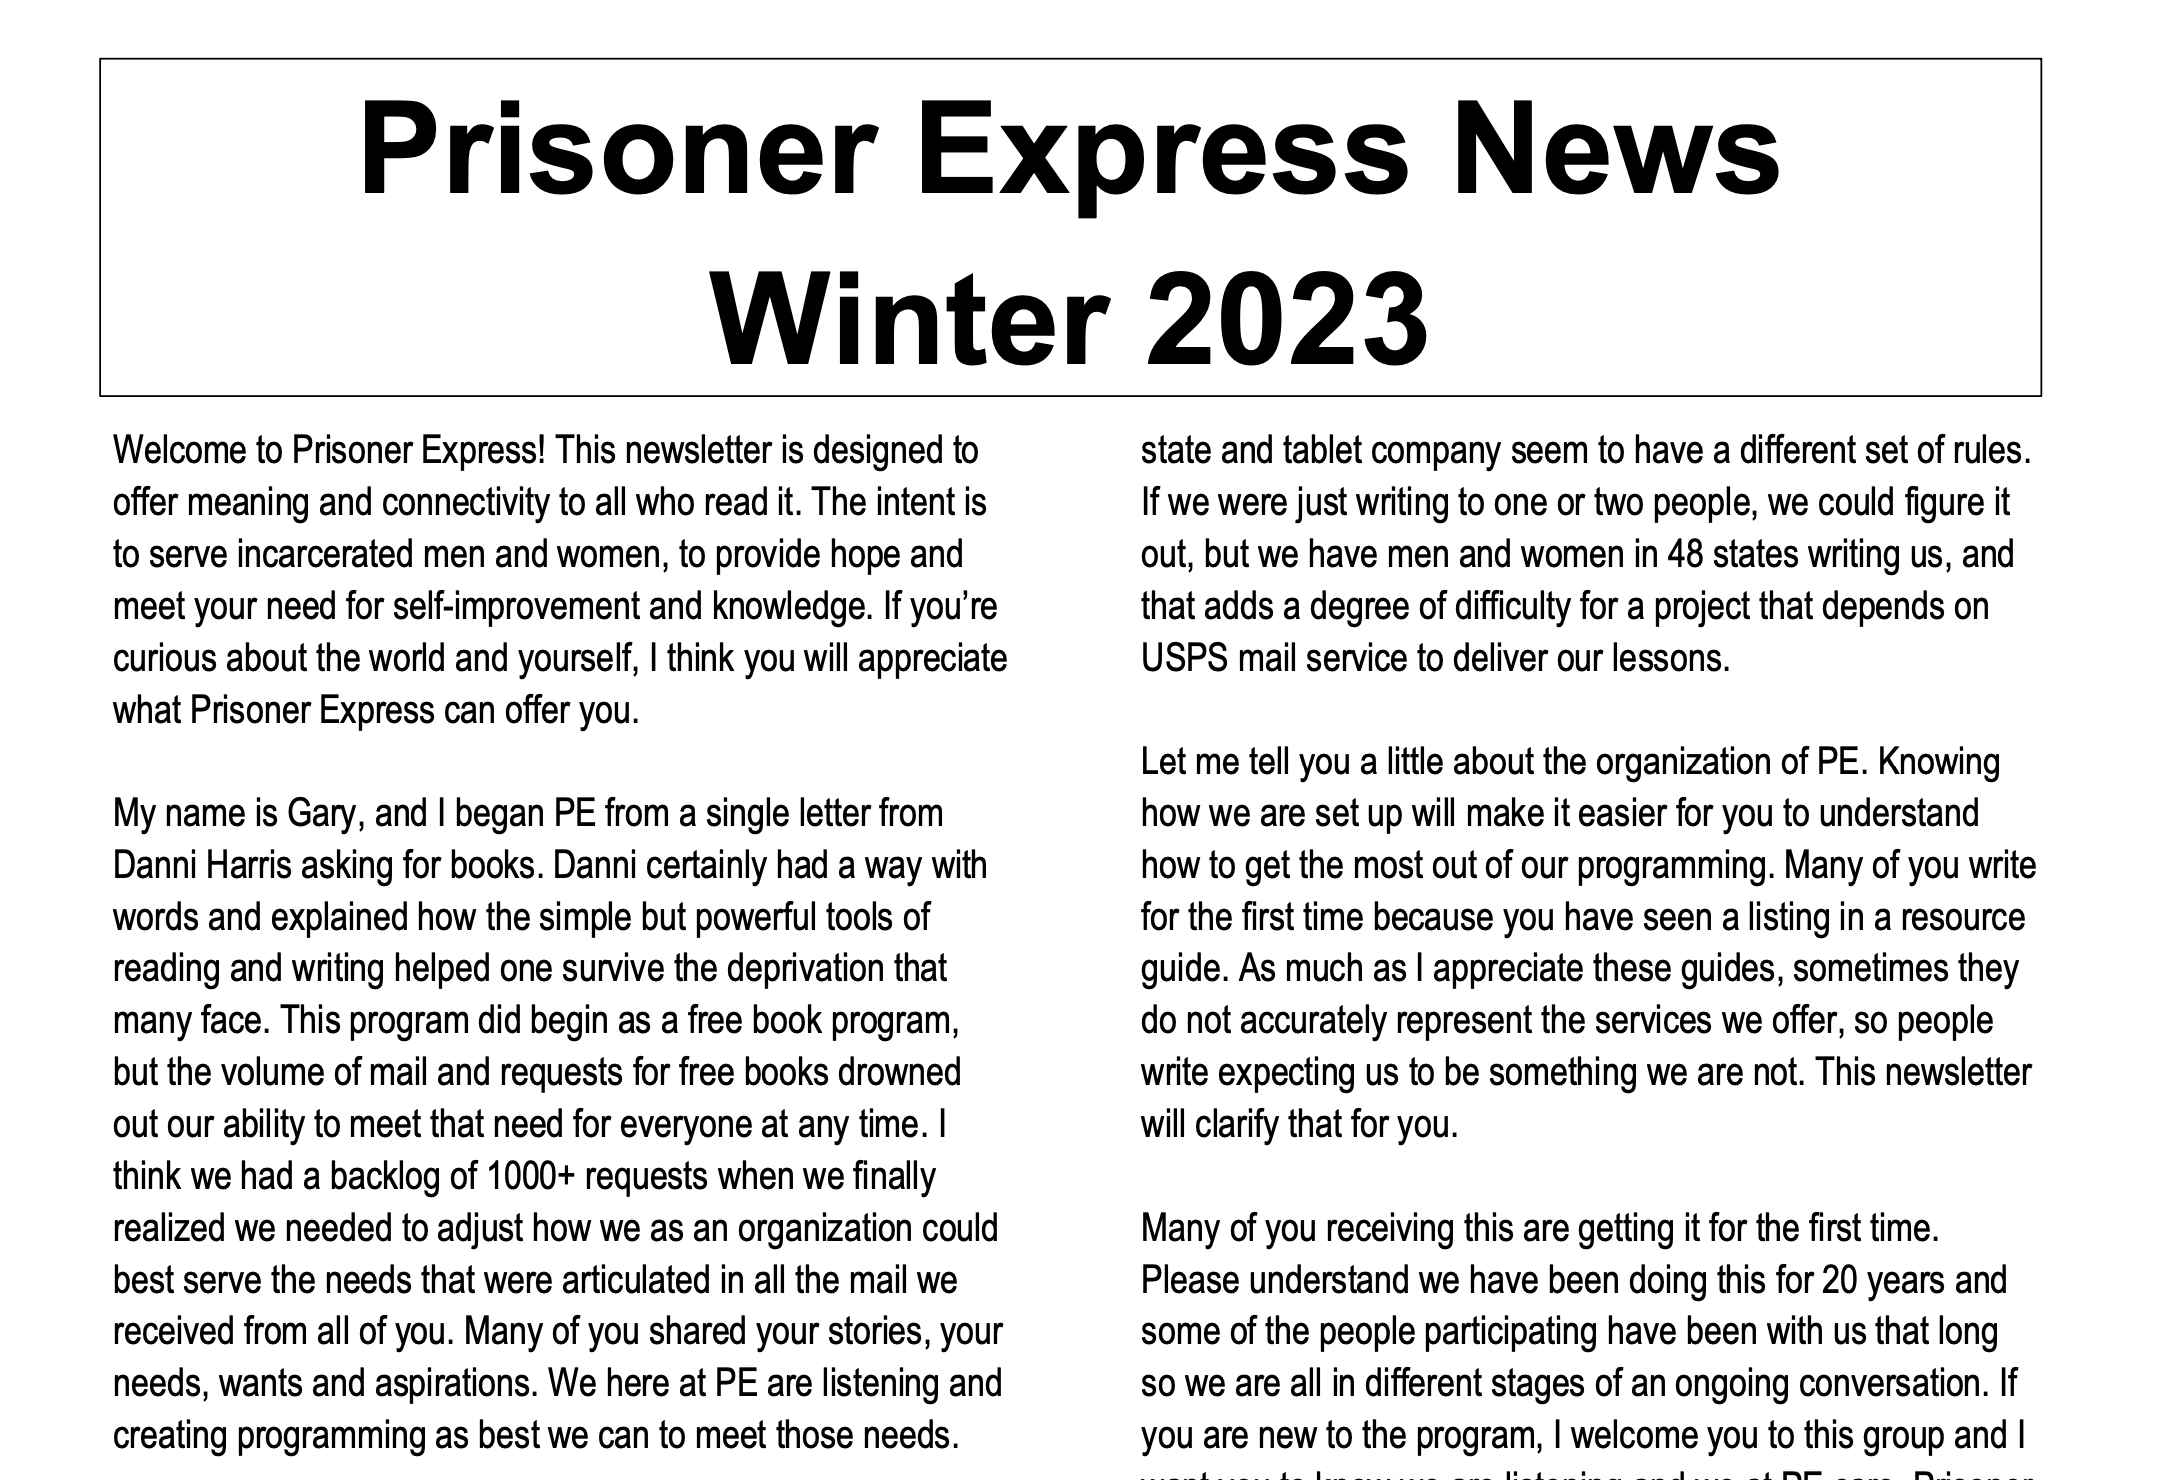 Prisoner Express News
Winter 2023
Welcome to Prisoner Express! This newsletter is designed to
offer meaning and connectivity to all who read it. The intent is
to serve incarcerated men and women, to provide hope and
meet your need for self-improvement and knowledge. If you’re
curious about the world and yourself, I think you will appreciate
what Prisoner Express can offer you.
My name is Gary, and I began PE from a single letter from
Danni Harris asking for books. Danni certainly had a way with
words and explained how the simple but powerful tools of
reading and writing helped one survive the deprivation that
many face. This program did begin as a free book program,
but the volume of mail and requests for free books drowned
out our ability to meet that need for everyone at any time. I
think we had a backlog of 1000+ requests when we finally
realized we needed to adjust how we as an organization could
best serve the needs that were articulated in all the mail we
received from all of you. Many of you shared your stories, your
needs, wants and aspirations. We here at PE are listening and
creating programming as best we can to meet those needs.
state and tablet company seem to have a different set of rules.
If we were just writing to one or two people, we could figure it
out, but we have men and women in 48 states writing us, and
that adds a degree of difficulty for a project that depends on
USPS mail service to deliver our lessons.
Let me tell you a little about the organization of PE. Knowing
how we are set up will make it easier for you to understand
how to get the most out of our programming. Many of you write
for the first time because you have seen a listing in a resource
guide. As much as I appreciate these guides, sometimes they
do not accurately represent the services we offer, so people
write expecting us to be something we are not. This newsletter
will clarify that for you.
Many of you receiving this are getting it for the first time.
Please understand we have been doing this for 20 years and
some of the people participating have been with us that long
so we are all in different stages of an ongoing conversation. If
you are new to the program, I welcome you to this group and I
want you to know we are listening and we at PE care. Prisoner